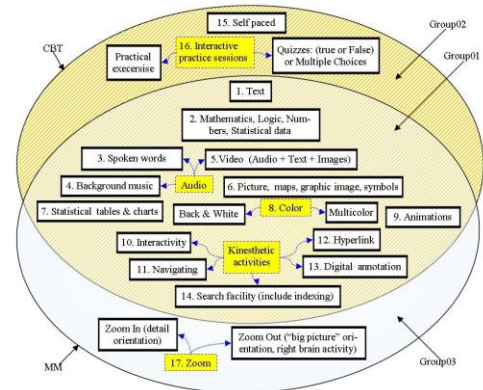 15. Self paced
Group02
CBT
Practical
execersise
16. Interactive
practice sessions
Quizzes: (true or False)
or Multiple Choices
Group01
1. Text
2. Mathematics, Logic, Num-
bers, Statistical data
3. Spoken words
5.Video (Audio + Text + Images)
4. Background music
Audio
6. Picture, maps, graphic image, symbols
7. Statistical tables & charts
Back & White
8. Color
Multicolor
9. Animations
10. Interactivity
Kinesthetic
activities
12. Hyperlink
11. Navigating
13. Digital annotation
14. Search facility (include indexing)
Zoom In (detail
orientation)
Zoom Out ("big picture" ori-
entation, right brain activity)
17. Zoom
MM
Group03